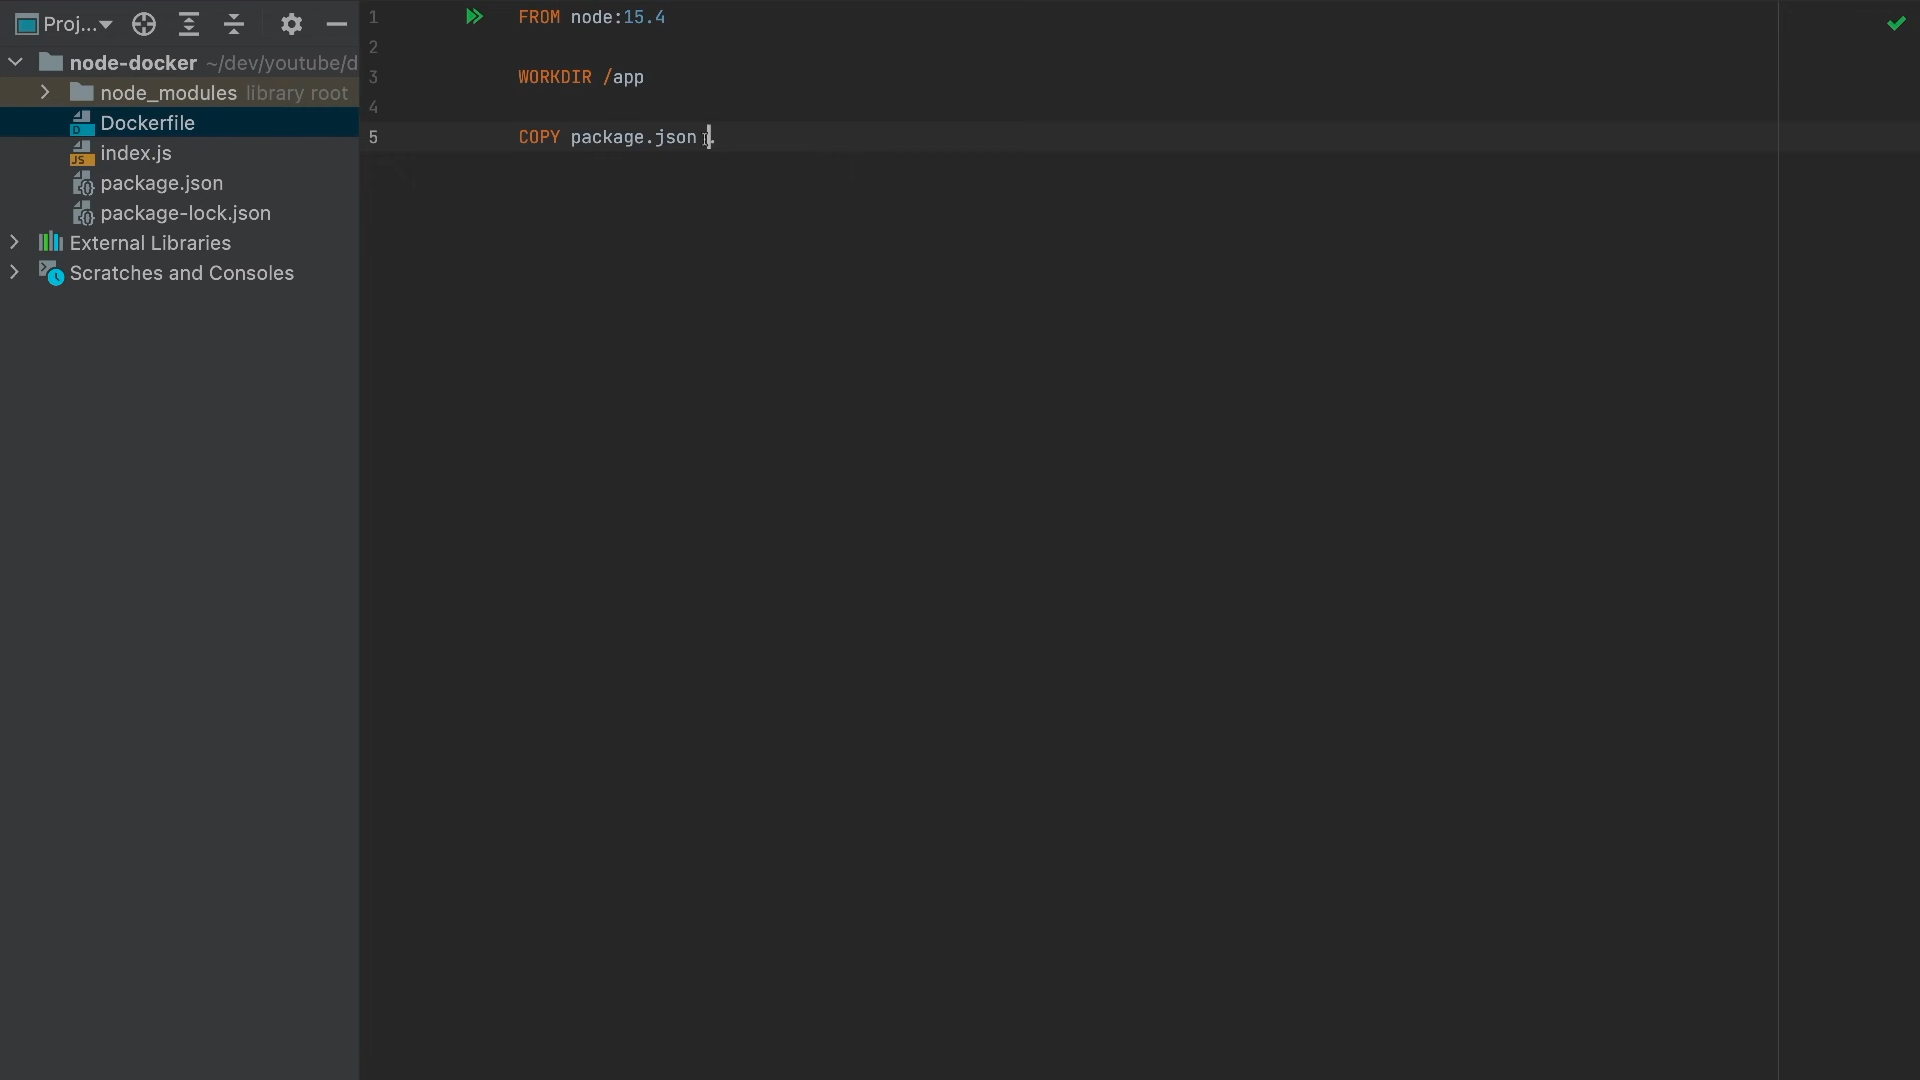 Proj...
node-docker ~/dev/youtube/d
node_modules library root
Dockerfile
index.js
package.json
package-lock.json
External Libraries
Scratches and Consoles
1 FROM node:15.4
2
3 WORKDIR /app
4
5 COPY package.json .